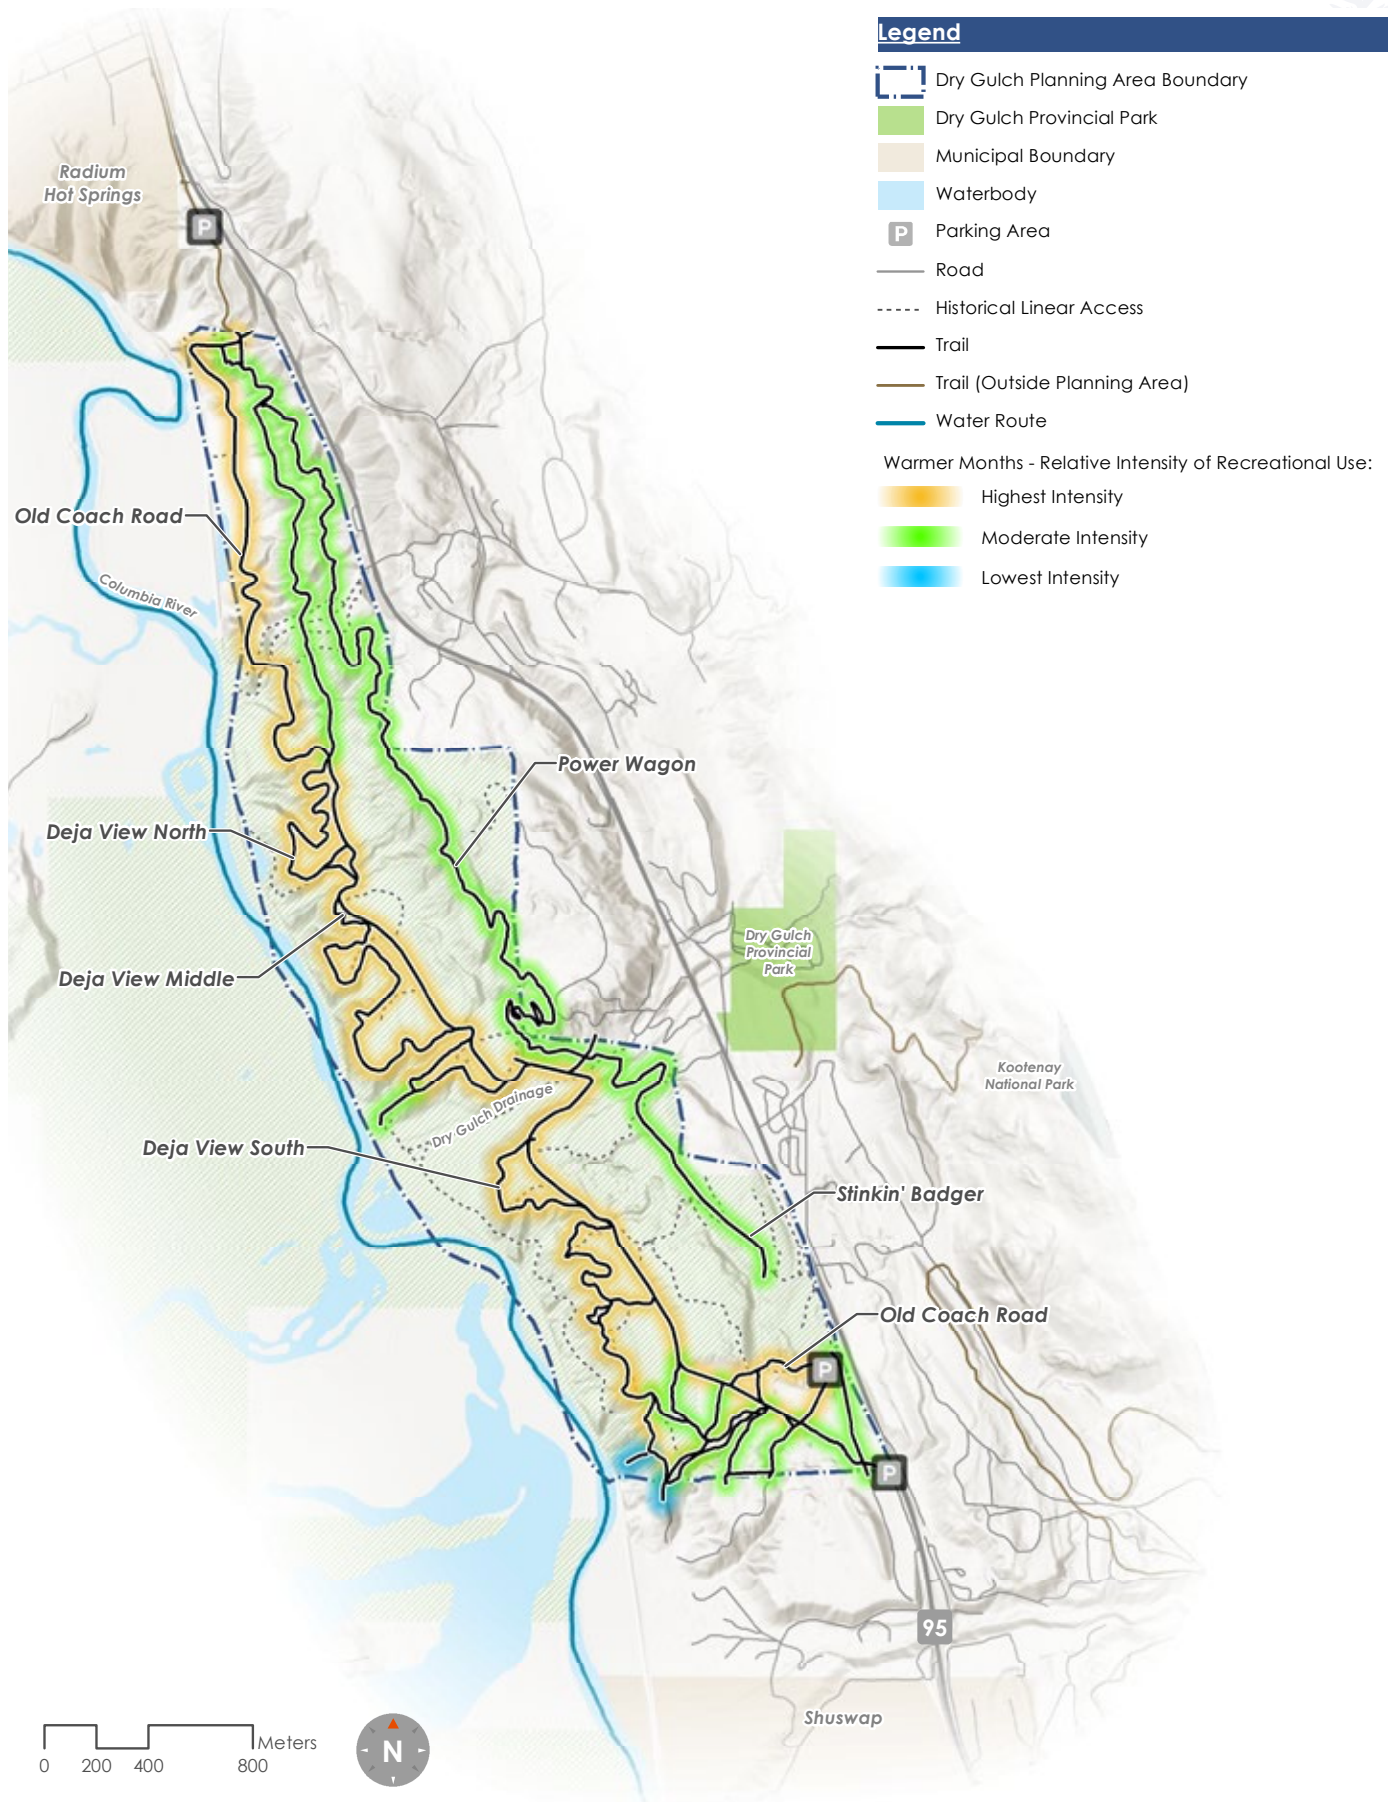 Legend
Dry Gulch Planning Area Boundary
Dry Gulch Provincial Park
Municipal Boundary
Waterbody
P Parking Area
Road
Historical Linear Access
Trail
Trail (Outside Planning Area)
Water Route
Warmer Months - Relative Intensity of Recreational Use:
Highest Intensity
Moderate Intensity
Lowest Intensity
Radium
Hot Springs
P
Old Coach Road
Columbia River
Power Wagon
Deja View North
Dry Gulch
Provincial
Park
Deja View Middle
Kootenay
National Park
Dry Gulch Drainage
Deja View South
Stinkin' Badger
Old Coach Road
P
P
95
Shuswap
Meters
0 200 400 800
N